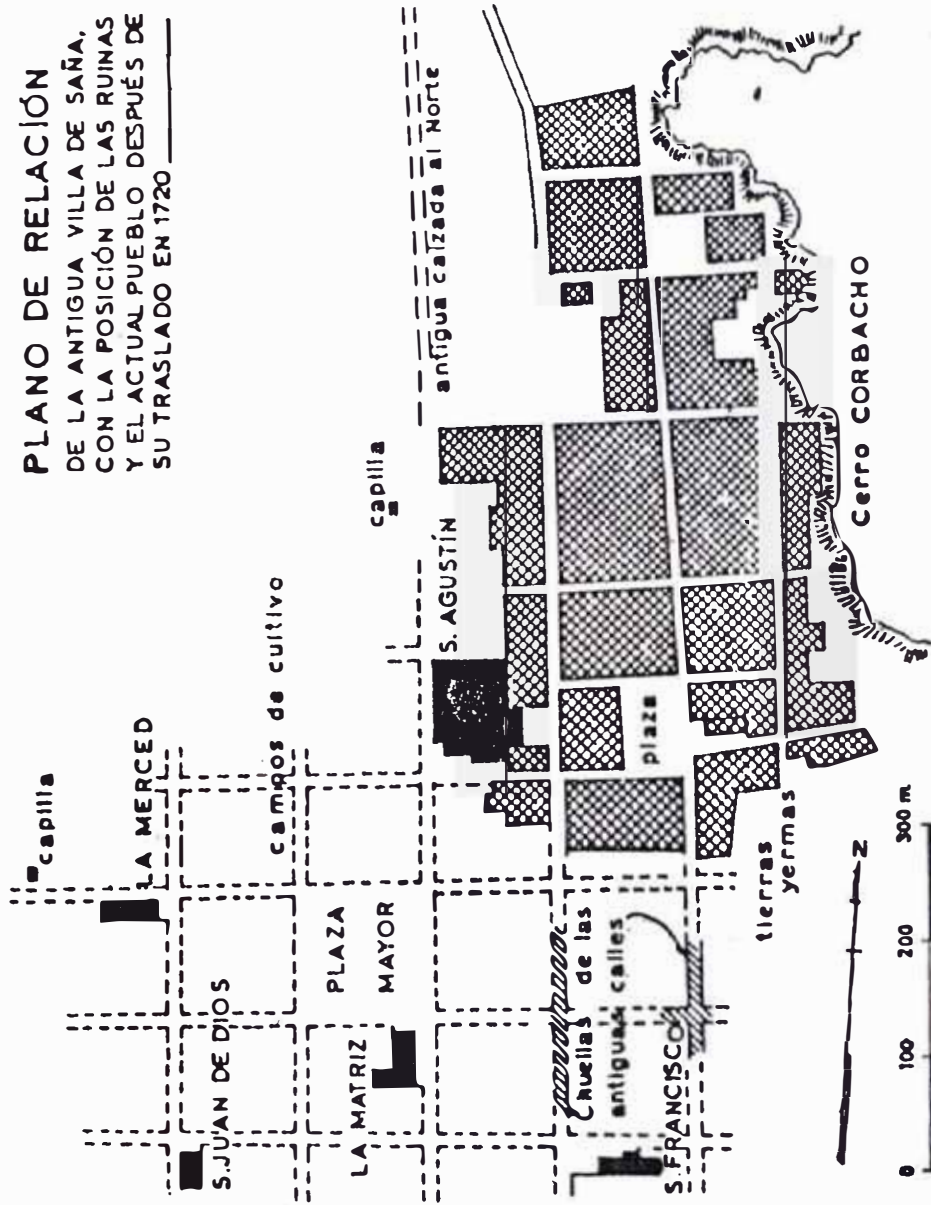 PLANO DE RELACIÓN
DE LA ANTIGUA VILLA DE SAÑA,
CON LA POSICIÓN DE LAS RUINAS
Y EL ACTUAL PUEBLO DESPUÉS DE
SU TRASLADO EN 1720
capilla
LA MERCED
campos de cultivo
capilla
antigua calzada al Norte
S. JUAN DE DIOS
PLAZA
MAYOR
LA MATRIZ
S. AGUSTÍN
plaza
huellas de las
antiguas calles
S. FRANCISCO
tierras
yermas
Cerro CORBACHO
N
0 100 200 300 m